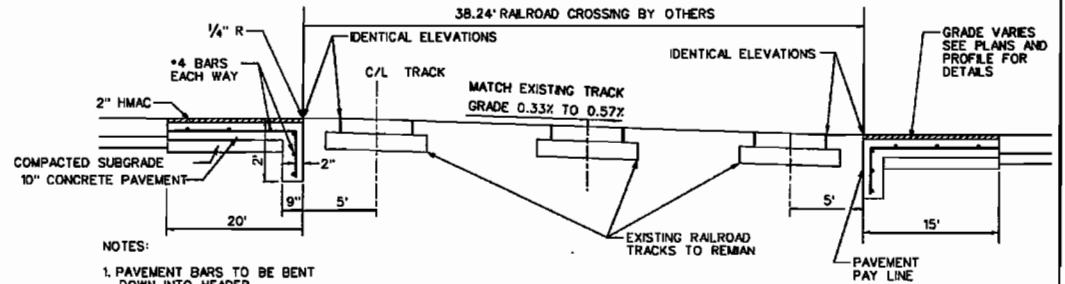 38.24' RAILROAD CROSSING BY OTHERS
1/4" R
IDENTICAL ELEVATIONS
IDENTICAL ELEVATIONS
GRADE VARIES
SEE PLANS AND
PROFILE FOR
DETAILS
*4 BARS
EACH WAY
C/L TRACK
MATCH EXISTING TRACK
GRADE 0.33% TO 0.57%
2" HMAC
COMPACTED SUBGRADE
10" CONCRETE PAVEMENT
2'
2"
9"
5'
5'
20'
15'
EXISTING RAILROAD
TRACKS TO REMIAN
PAVEMENT
PAY LINE
NOTES:
1. PAVEMENT BARS TO BE BENT
DOWN INTO HEADER